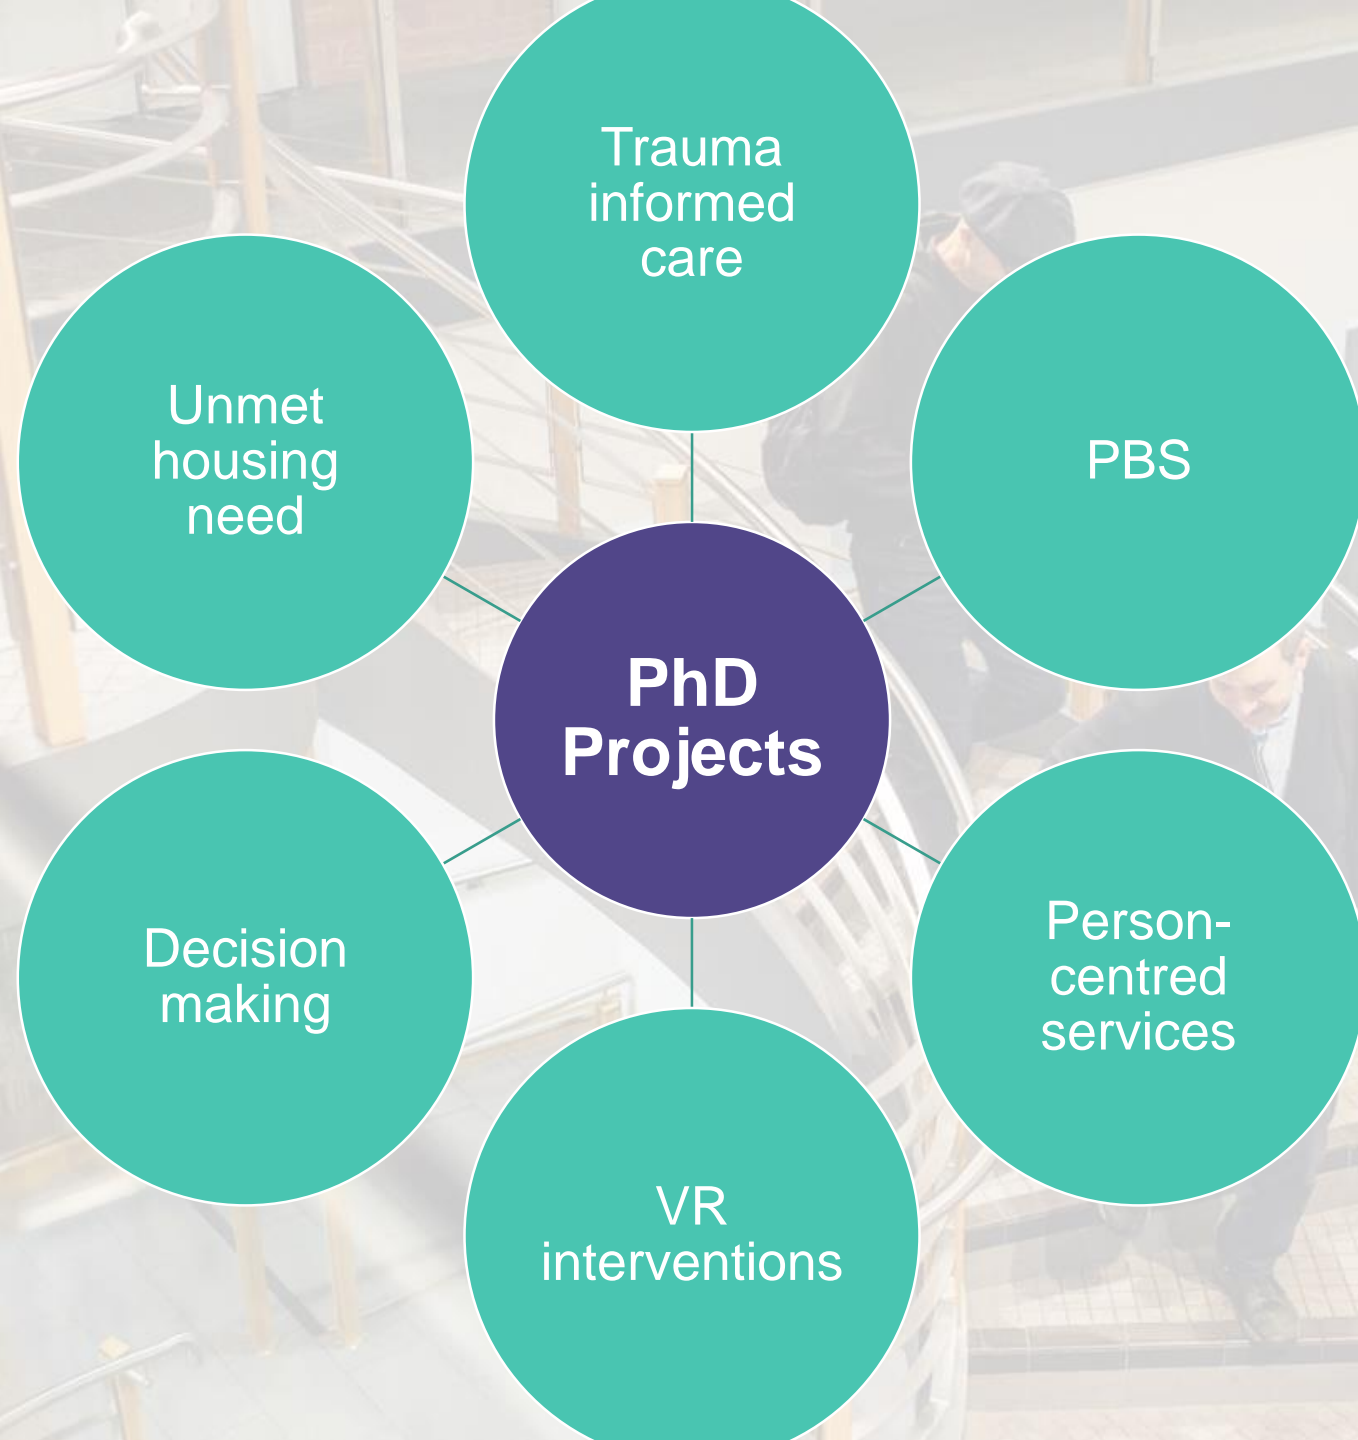 Trauma
informed
care
PBS
Person-
centred
services
VR
interventions
Decision
making
Unmet
housing
need
PhD
Projects